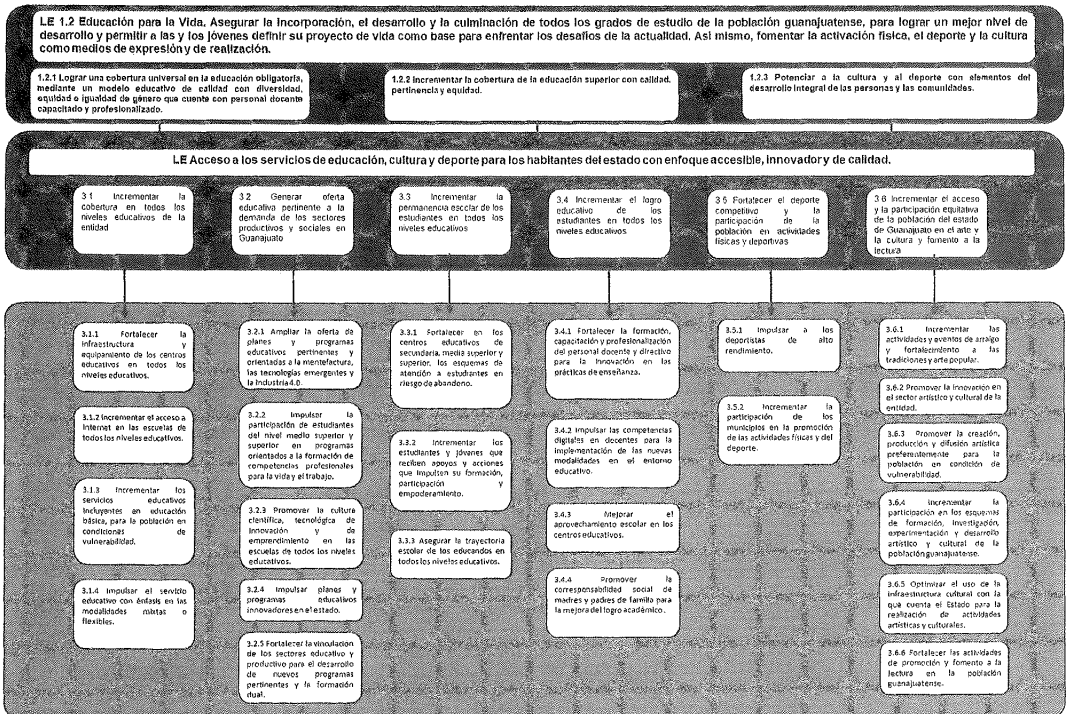 LE 1.2 Educación para la Vida. Asegurar la incorporación, el desarrollo y la culminación de todos los grados de estudio de la población guanajuatense, para lograr un mejor nivel de
desarrollo y permitir a las y los jóvenes definir su proyecto de vida como base para enfrentar los desafíos de la actualidad. Así mismo, fomentar la activación física, el deporte y la cultura
como medios de expresión y de realización.
1.2.1 Lograr una cobertura universal en la educación obligatoria,
mediante un modelo educativo de calidad con diversidad,
equidad o igualdad de género que cuente con personal docente
capacitado y profesionalizado.
1.2.2 Incrementar la cobertura de la educación superior con calidad,
pertinencia y equidad.
1.2.3 Potenciar a la cultura y al deporte con elementos del
desarrollo integral de las personas y las comunidades.
LE Acceso a los servicios de educación, cultura y deporte para los habitantes del estado con enfoque accesible, innovador y de calidad.
3.1 Incrementar la
cobertura en todos los
niveles educativos de la
entidad
3.2 Generar oferta
educativa pertinente a la
demanda de los sectores
productivos y sociales en
Guanajuato
3.3 Incrementar la
permanencia escolar de los
estudiantes en todos los
niveles educativos
3.4 Incrementar el logro
educativo de los
estudiantes en todos los
niveles educativos
3.5 Fortalecer el deporte
competitivo y la
participación de la
población en actividades
físicas y deportivas
3.6 Incrementar el acceso
y la participación equitativa
de la población del estado
de Guanajuato en el arte y
la cultura y fomento a la
lectura
3.1.1 Fortalecer la
infraestructura y
equipamiento de los centros
educativos en todos los
niveles educativos.
3.1.2 Incrementar el acceso a
Internet en las escuelas de
todos los niveles educativos.
3.1.3 Incrementar los
servicios educativos
incluyentes en educación
básica, para la población en
condiciones de
vulnerabilidad.
3.1.4 Impulsar el servicio
educativo con énfasis en las
modalidades mixtas o
flexibles.
3.2.1 Ampliar la oferta de
planes y programas
educativos pertinentes y
orientadas a la mentefactura,
las tecnologías emergentes y
la Industria 4.0.
3.2.2 Impulsar la
participación de estudiantes
del nivel medio superior y
superior en programas
orientados a la formación de
competencias profesionales
para la vida y el trabajo.
3.2.3 Promover la cultura
científica, tecnológica de
innovación y de
emprendimiento en las
escuelas de todos los niveles
educativos.
3.2.4 Impulsar planes y
programas educativos
innovadores en el estado.
3.2.5 Fortalecer la vinculación
de los sectores educativo y
productivo para el desarrollo
de nuevos programas
pertinentes y la formación
dual.
3.3.1 Fortalecer en los
centros educativos de
secundaria, media superior y
superior, los esquemas de
atención a estudiantes en
riesgo de abandono.
3.3.2 Incrementar los
estudiantes y jóvenes que
reciben apoyos y acciones
que impulsen su formación,
participación y
empoderamiento.
3.3.3 Asegurar la trayectoria
escolar de los educandos en
todos los niveles educativos.
3.4.1 Fortalecer la formación,
capacitación y profesionalización
del personal docente y directivo
para la innovación en las
prácticas de enseñanza.
3.4.2 Impulsar las competencias
digitales en docentes para la
implementación de las nuevas
modalidades en el entorno
educativo.
3.4.3 Mejorar el
aprovechamiento escolar en los
centros educativos.
3.4.4 Promover la
corresponsabilidad social de
madres y padres de familia para
la mejora del logro académico.
3.5.1 Impulsar a los
deportistas de alto
rendimiento.
3.5.2 Incrementar la
participación de los
municipios en la promoción
de las actividades físicas y del
deporte.
3.6.1 Incrementar las
actividades y eventos de arraigo
y fortalecimiento a las
tradiciones y arte popular.
3.6.2 Promover la innovación en
el sector artístico y cultural de la
entidad.
3.6.3 Promover la creación,
producción y difusión artística
preferentemente para la
población en condición de
vulnerabilidad.
3.6.4 Incrementar la
participación en los esquemas
de formación, investigación,
experimentación y desarrollo
artístico y cultural de la
población guanajuatense.
3.6.5 Optimizar el uso de la
infraestructura cultural con la
que cuenta el Estado para la
realización de actividades
artísticas y culturales.
3.6.6 Fortalecer las actividades
de promoción y fomento a la
lectura en la población
guanajuatense.